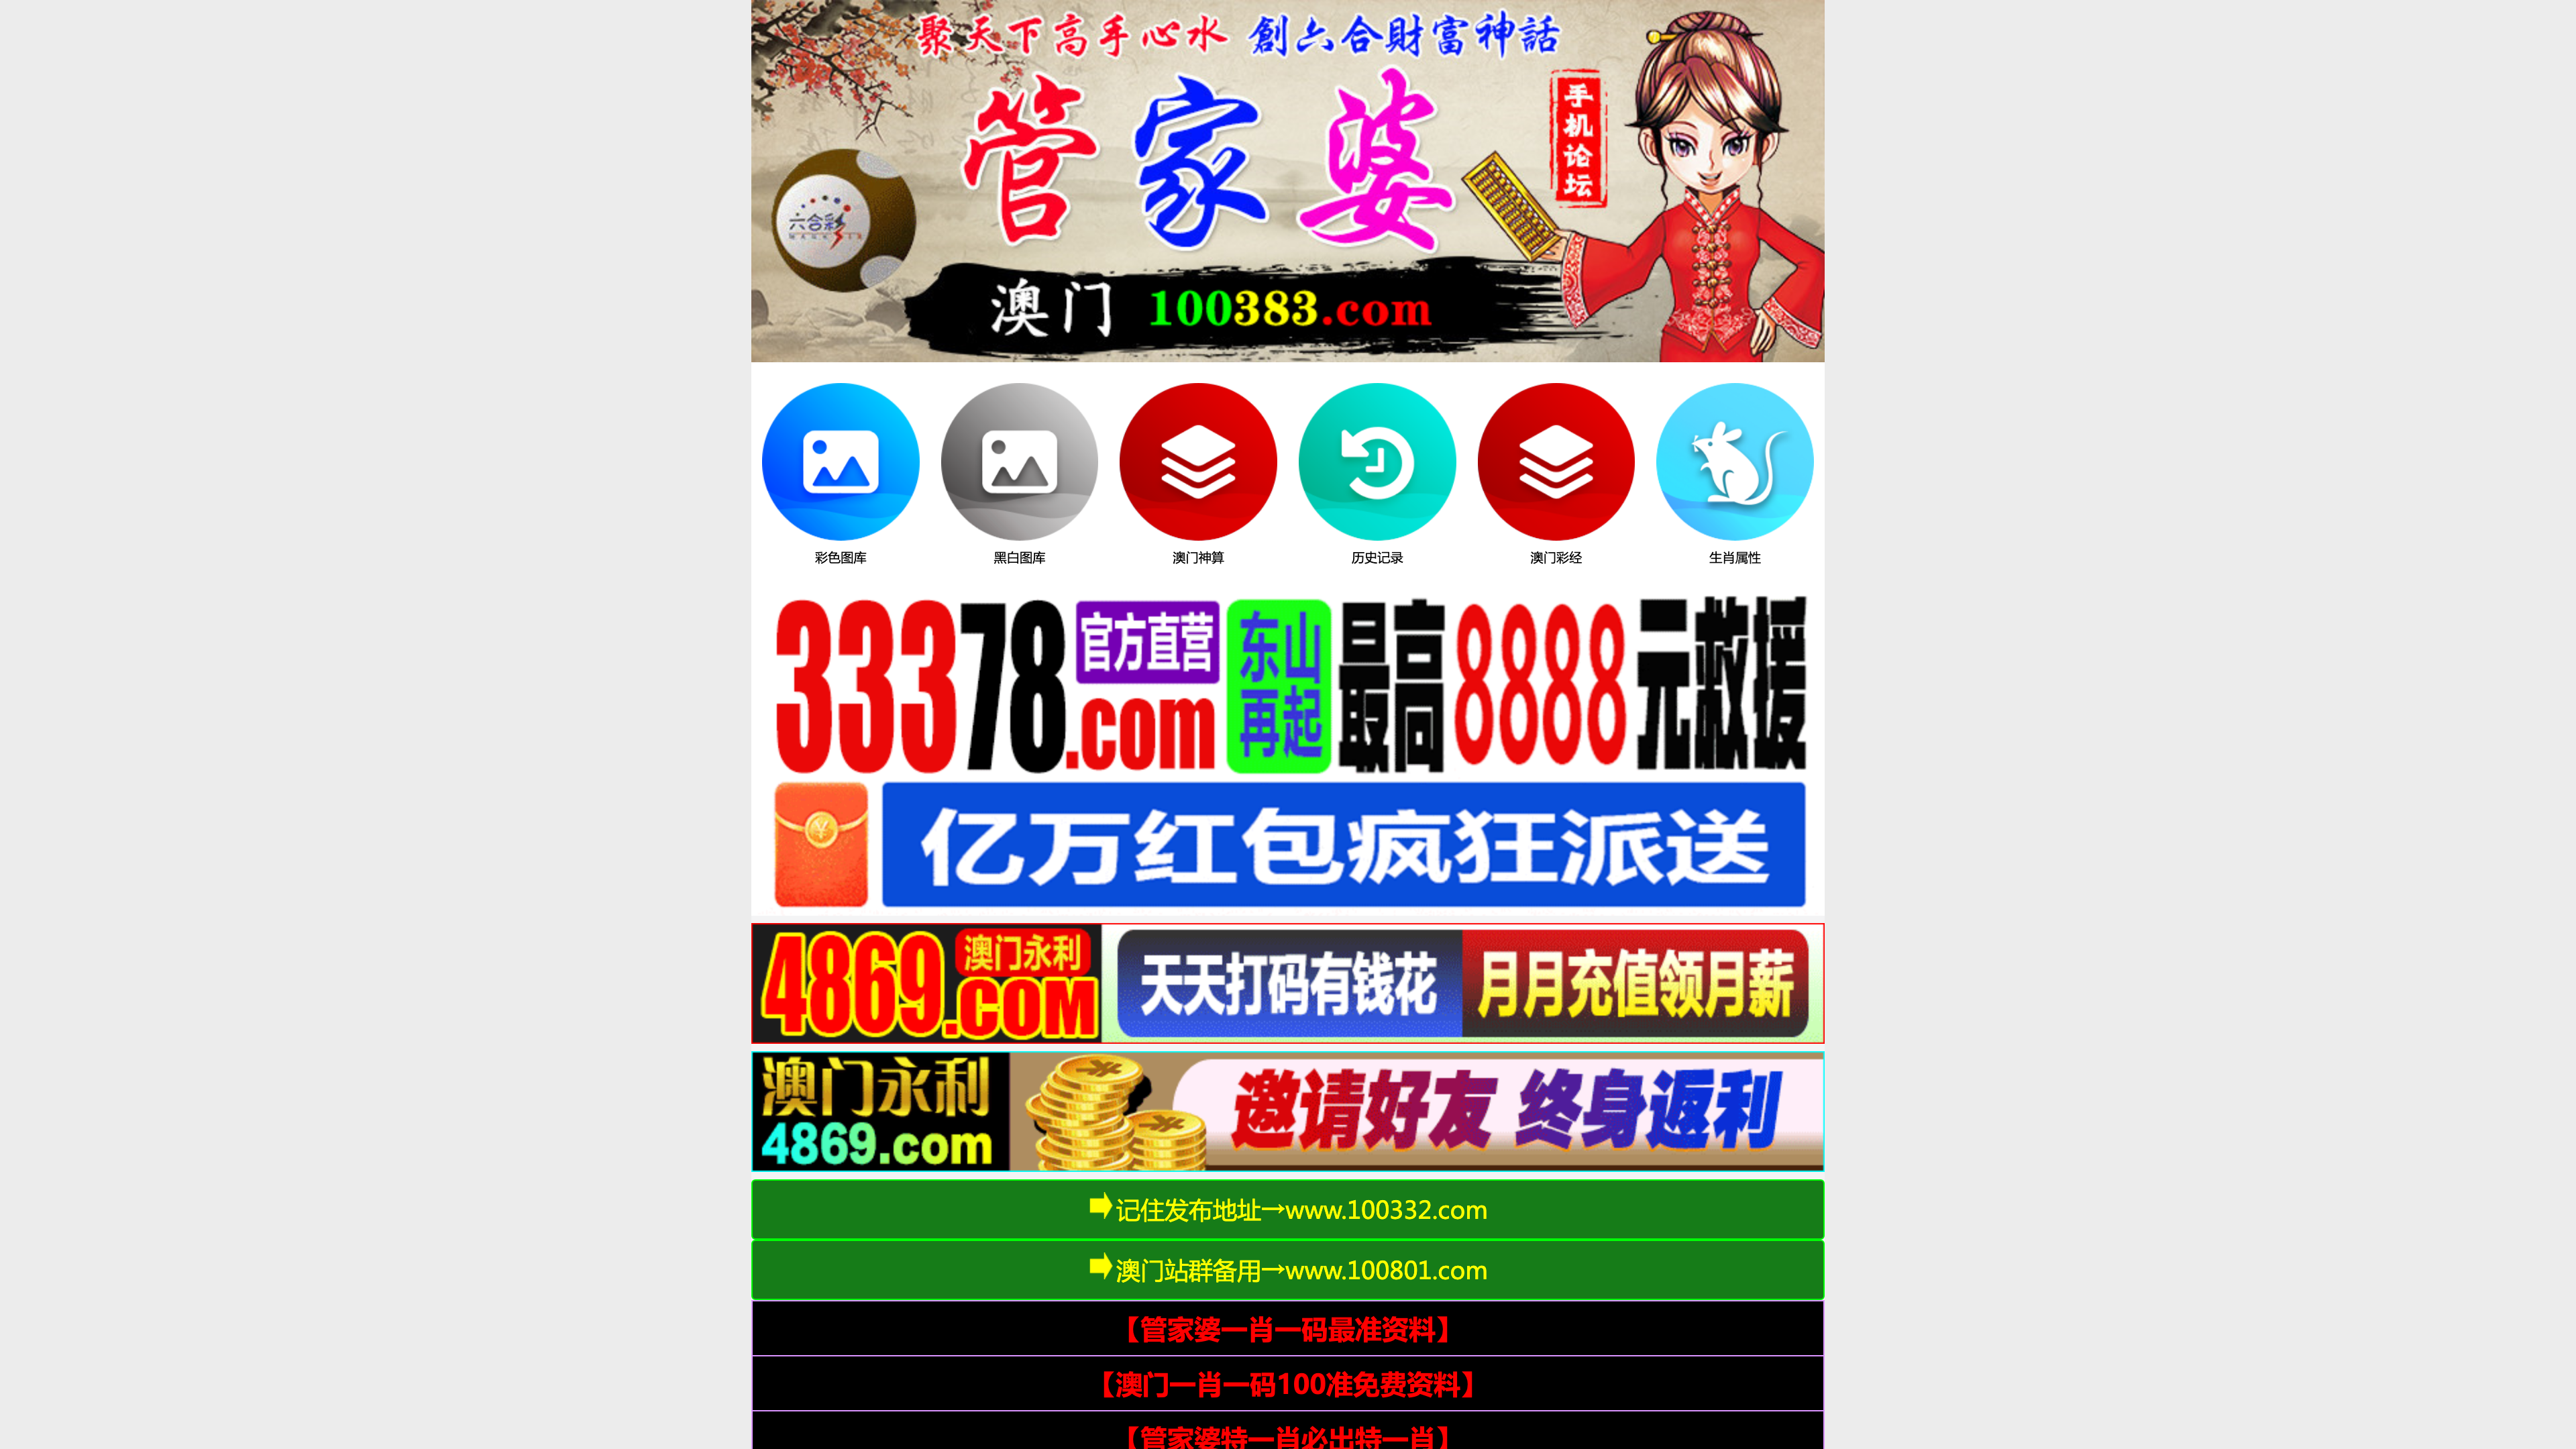 聚天下高手心水 創六合財富神話
管家婆
手机论坛
六合彩
澳门 100383.com
彩色图库
黑白图库
澳门神算
历史记录
澳门彩经
生肖属性
33378.com 官方直营 东山再起 最高8888元救援
亿万红包疯狂派送
4869.COM 澳门永利 天天打码有钱花 月月充值领月薪
澳门永利
4869.com
邀请好友 终身返利
记住发布地址→www.100332.com
澳门站群备用→www.100801.com
【管家婆一肖一码最准资料】
【澳门一肖一码100准免费资料】
【管家婆特一肖必出特一肖】